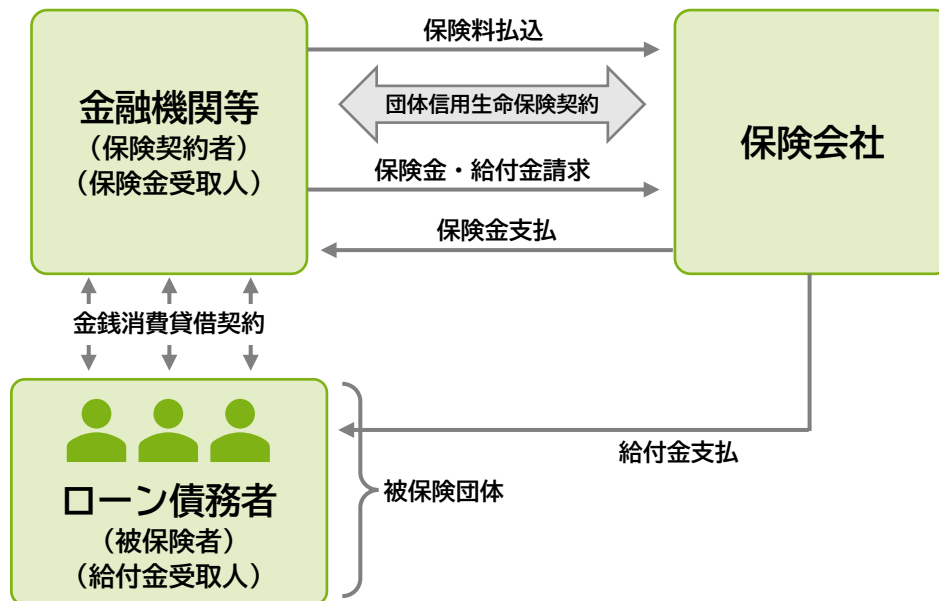 保険料払込
団体信用生命保険契約
金融機関等
（保険契約者）
（保険金受取人）
保険会社
保険金・給付金請求
保険金支払
金銭消費貸借契約
給付金支払
被保険団体
ローン債務者
（被保険者）
（給付金受取人）